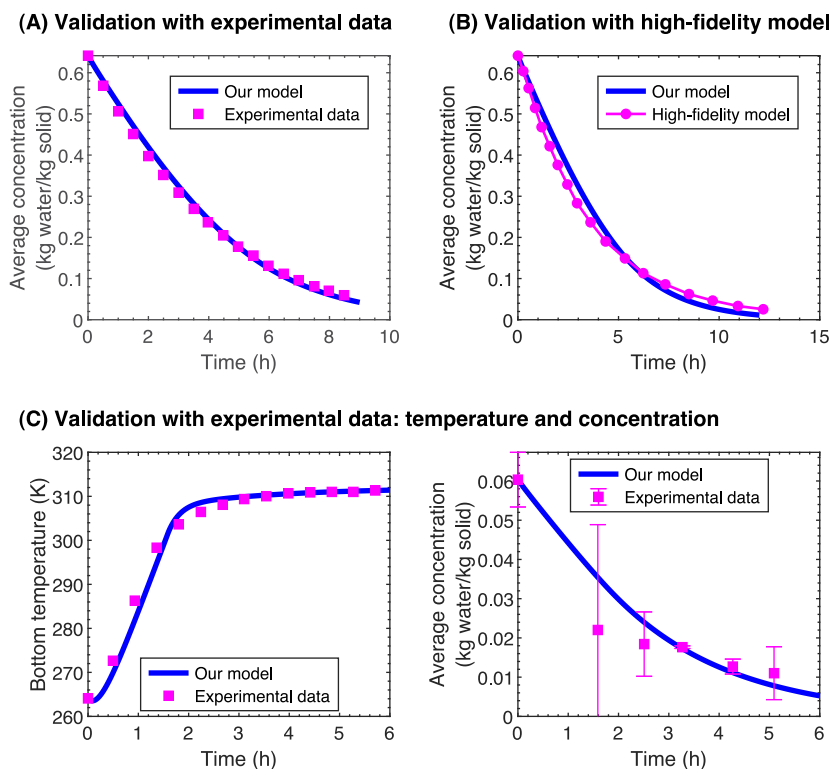 (A) Validation with experimental data
Average concentration
(kg water/kg solid)
0.6
0.5
0.4
0.3
0.2
0.1
0
Our model
Experimental data
0 2 4 6 8 10
Time (h)
(B) Validation with high-fidelity model
Average concentration
(kg water/kg solid)
0.6
0.5
0.4
0.3
0.2
0.1
0
Our model
High-fidelity model
0 5 10 15
Time (h)
(C) Validation with experimental data: temperature and concentration
Bottom temperature (K)
320
310
300
290
280
270
260
Our model
Experimental data
0 1 2 3 4 5 6
Time (h)
Average concentration
(kg water/kg solid)
0.06
0.05
0.04
0.03
0.02
0.01
0
Our model
Experimental data
0 1 2 3 4 5 6
Time (h)